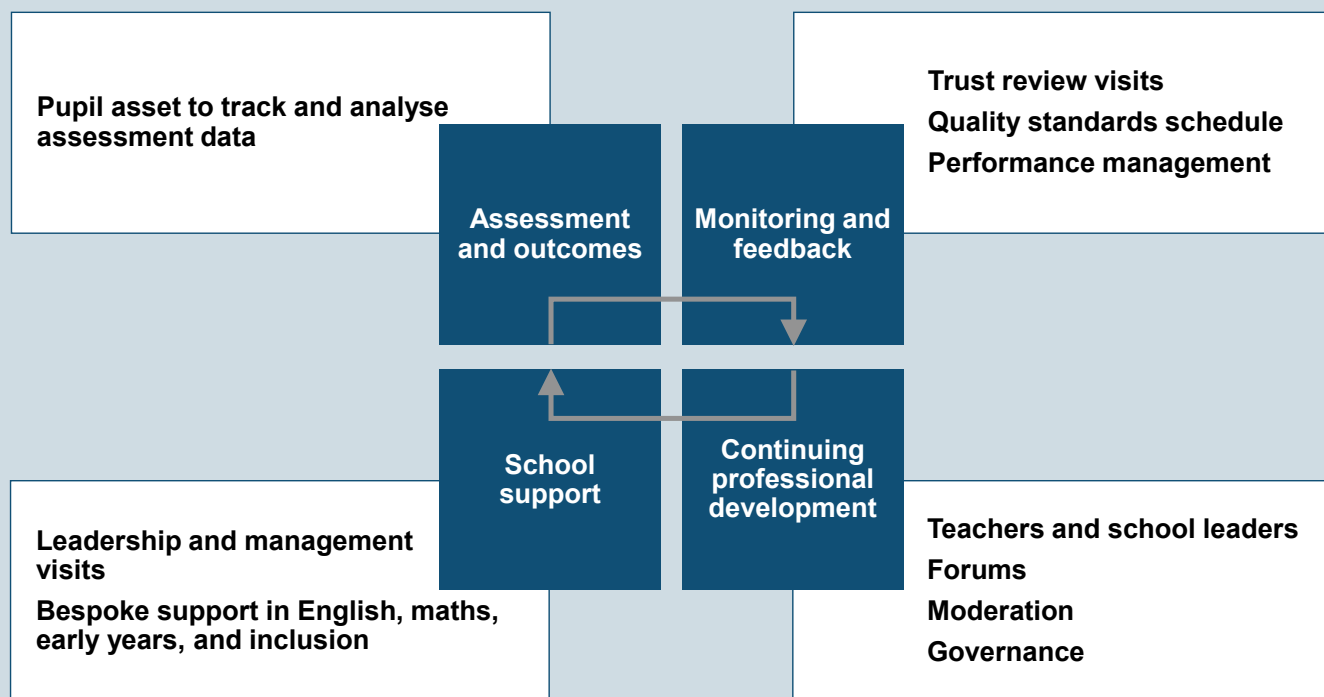 Pupil asset to track and analyse
assessment data
Trust review visits
Quality standards schedule
Performance management
Assessment
and outcomes
Monitoring and
feedback
School
support
Continuing
professional
development
Leadership and management
visits
Bespoke support in English, maths,
early years, and inclusion
Teachers and school leaders
Forums
Moderation
Governance